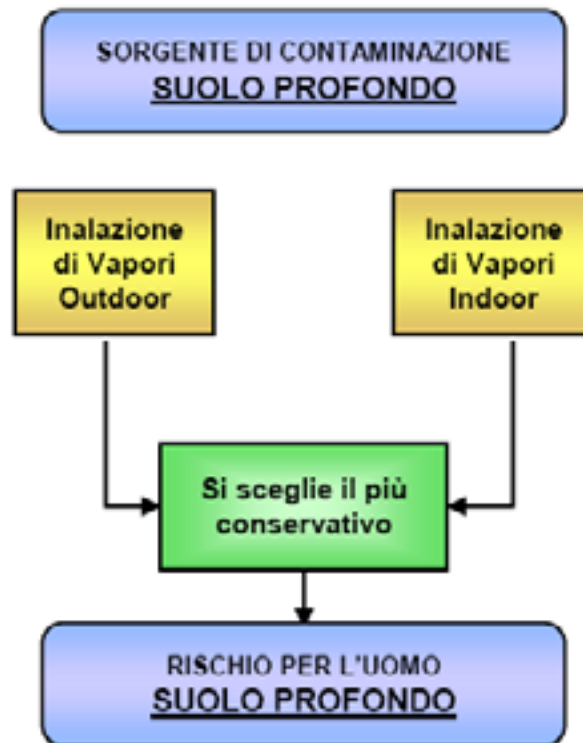 SORGENTE DI CONTAMINAZIONE
SUOLO PROFONDO
Inalazione
di Vapori
Outdoor
Inalazione
di Vapori
Indoor
Si sceglie il più
conservativo
RISCHIO PER L'UOMO
SUOLO PROFONDO